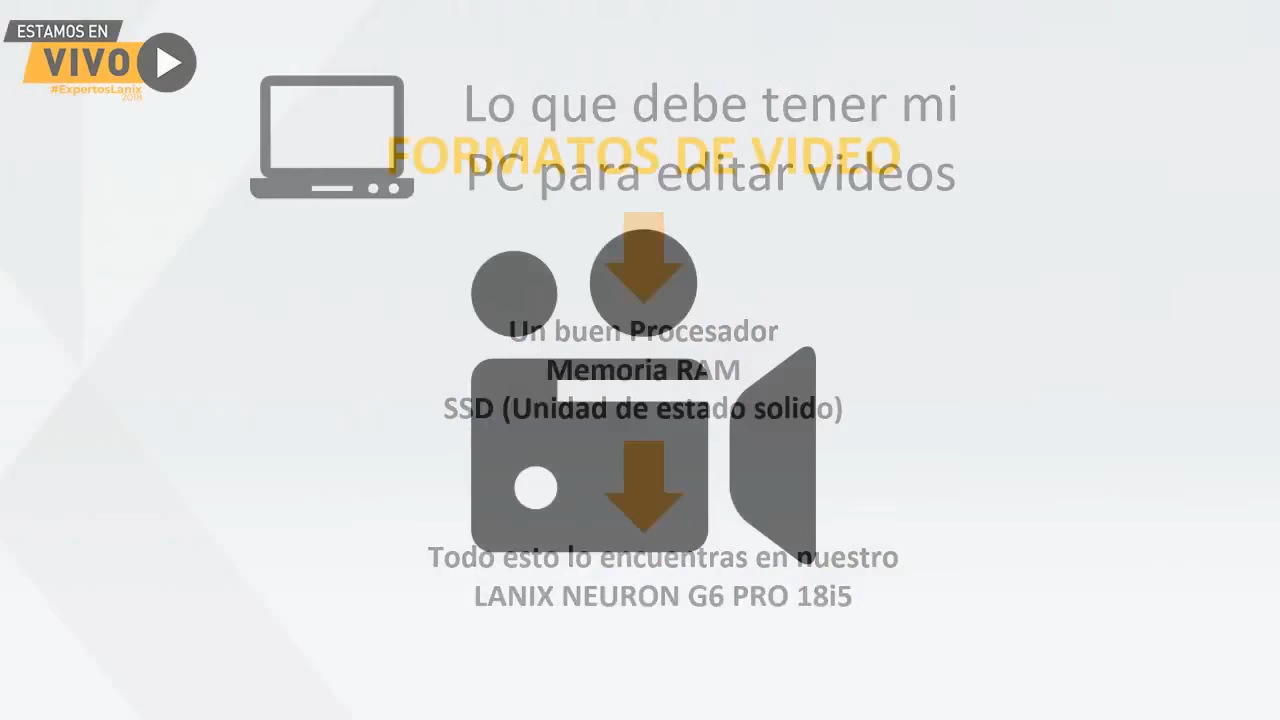 ESTAMOS EN
VIVO
#ExpertosLanix
2018
Lo que debe tener mi
FORMATOS DE VIDEO
PC para editar videos
Un buen Procesador
Memoria RAM
SSD (Unidad de estado solido)
Todo esto lo encuentras en nuestro
LANIX NEURON G6 PRO 18i5